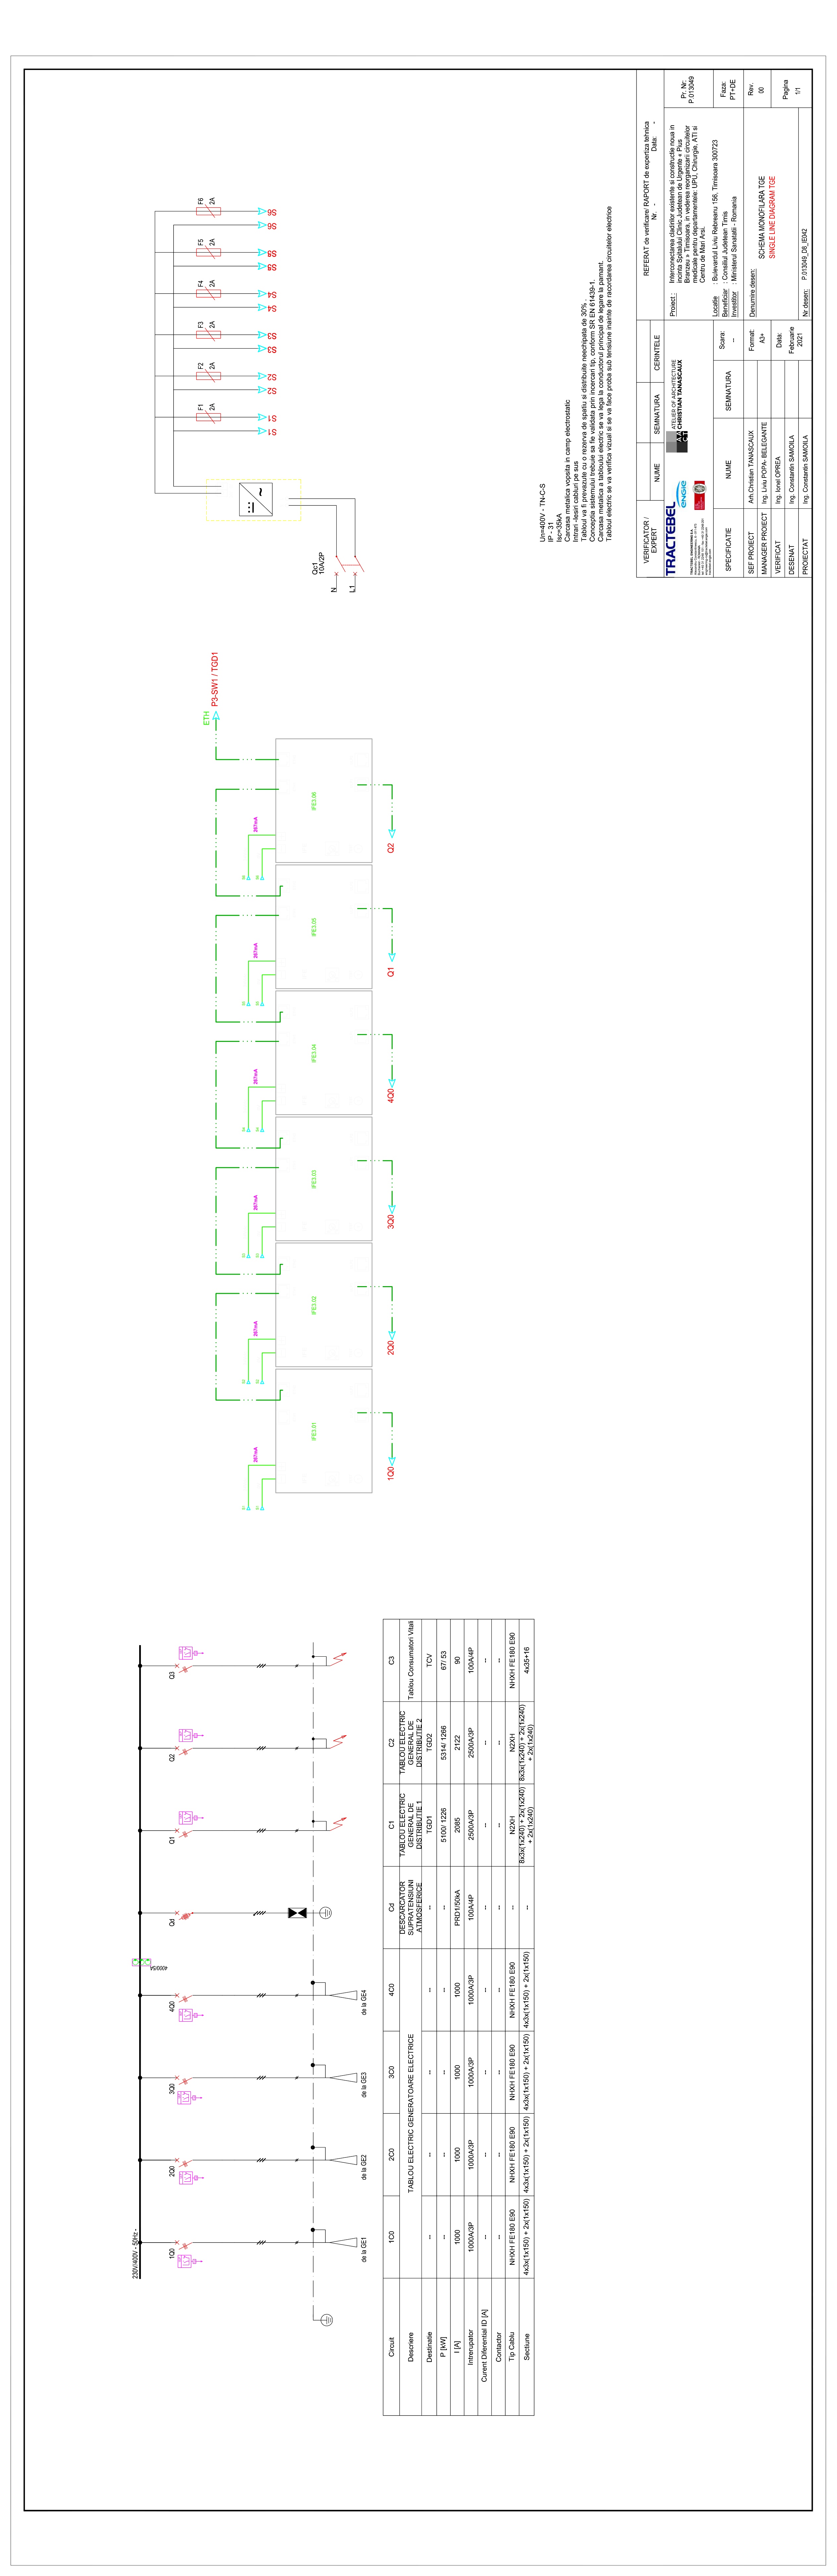 230V/400V - 50Hz -
1Q0
2Q0
3Q0
4Q0
4000/5A
Qd
Q1
Q2
Q3
de la GE1
de la GE2
de la GE3
de la GE4
Circuit 1C0 2C0 3C0 4C0 Cd C1 C2 C3
Descriere TABLOU ELECTRIC GENERATOARE ELECTRICE
DESCARCATOR
SUPRATENSIUNI
ATMOSFERICE
TABLOU ELECTRIC
GENERAL DE
DISTRIBUTIE 1
TABLOU ELECTRIC
GENERAL DE
DISTRIBUTIE 2
Tablou Consumatori Vitali
Destinatie -- -- -- -- -- TGD1 TGD2 TCV
P [kW] -- -- -- -- -- 5100/ 1226 5314/ 1266 67/ 53
I [A] 1000 1000 1000 1000 PRD1/50kA 2085 2122 90
Intrerupator 1000A/3P 1000A/3P 1000A/3P 1000A/3P 100A/4P 2500A/3P 2500A/3P 100A/4P
Curent Diferential ID [A] -- -- -- -- -- -- -- --
Contactor -- -- -- -- -- -- -- --
Tip Cablu NHXH FE180 E90 NHXH FE180 E90 NHXH FE180 E90 NHXH FE180 E90 -- N2XH N2XH NHXH FE180 E90
Sectiune 4x3x(1x150) + 2x(1x150) 4x3x(1x150) + 2x(1x150) 4x3x(1x150) + 2x(1x150) 4x3x(1x150) + 2x(1x150) -- 8x3x(1x240) + 2x(1x240) + 2x(1x240) 8x3x(1x240) + 2x(1x240) + 2x(1x240) 4x35+16
ETH
P3-SW1 / TGD1
267mA
267mA
267mA
267mA
267mA
267mA
IFE3.01
IFE3.02
IFE3.03
IFE3.04
IFE3.05
IFE3.06
1Q0
2Q0
3Q0
4Q0
Q1
Q2
F1
2A
F2
2A
F3
2A
F4
2A
F5
2A
F6
2A
S1
S1
S2
S2
S3
S3
S4
S4
S5
S5
S6
S6
Qc1
10A/2P
N
L1
Un=400V - TN-C-S
IP - 31
Isc=35kA
Carcasa metalica vopsita in camp electrostatic
Intrari -Iesiri cabluri pe sus
Tabloul va fi prevazute cu o rezerva de spatiu si distribuite neechipata de 30% .
Conceptia sistemului trebuie sa fie validata prin incercari tip, conform SR EN 61439-1.
Carcasa metalica a tabloului electric se va lega la conductorul principal de legare la pamant.
Tabloul electric se va verifica vizual si se va face proba sub tensiune inainte de racordarea circuitelor electrice
VERIFICATOR /
EXPERT
NUME
SEMNATURA
CERINTELE
REFERAT de verificare/ RAPORT de expertiza tehnica
Nr. - Data: -
TRACTEBEL
ENGIE
TRACTEBEL ENGINEERING S.A.
ATELIER OF ARCHITECTURE
CHRISTIAN TANASCAUX
Proiect :
Interconectarea cladirilor existente si constructie noua in
incinta Spitalului Clinic Judetean de Urgente « Pius
Branzeu » Timisoara, in vederea reorganizarii circuitelor
medicale pentru departamentele: UPU, Chirurgie, ATI si
Centru de Mari Arsi.
Pr. Nr:
P.013049
Locatie : Bulevardul Liviu Rebreanu 156, Timisoara 300723
Beneficiar : Consiliul Judetean Timis
Investitor : Ministerul Sanatatii - Romania
Faza:
PT+DE
SPECIFICATIE NUME SEMNATURA
Scara:
--
SEF PROIECT Arh.Christian TANASCAUX
MANAGER PROIECT Ing. Liviu POPA- BELEGANTE
VERIFICAT Ing. Ionel OPREA
DESENAT Ing. Constantin SAMOILA
PROIECTAT Ing. Constantin SAMOILA
Format:
A3+
Data:
Februarie
2021
Denumire desen:
SCHEMA MONOFILARA TGE
SINGLE LINE DIAGRAM TGE
Rev.
00
Nr desen: P.013049_D8_IE042
Pagina
1/1